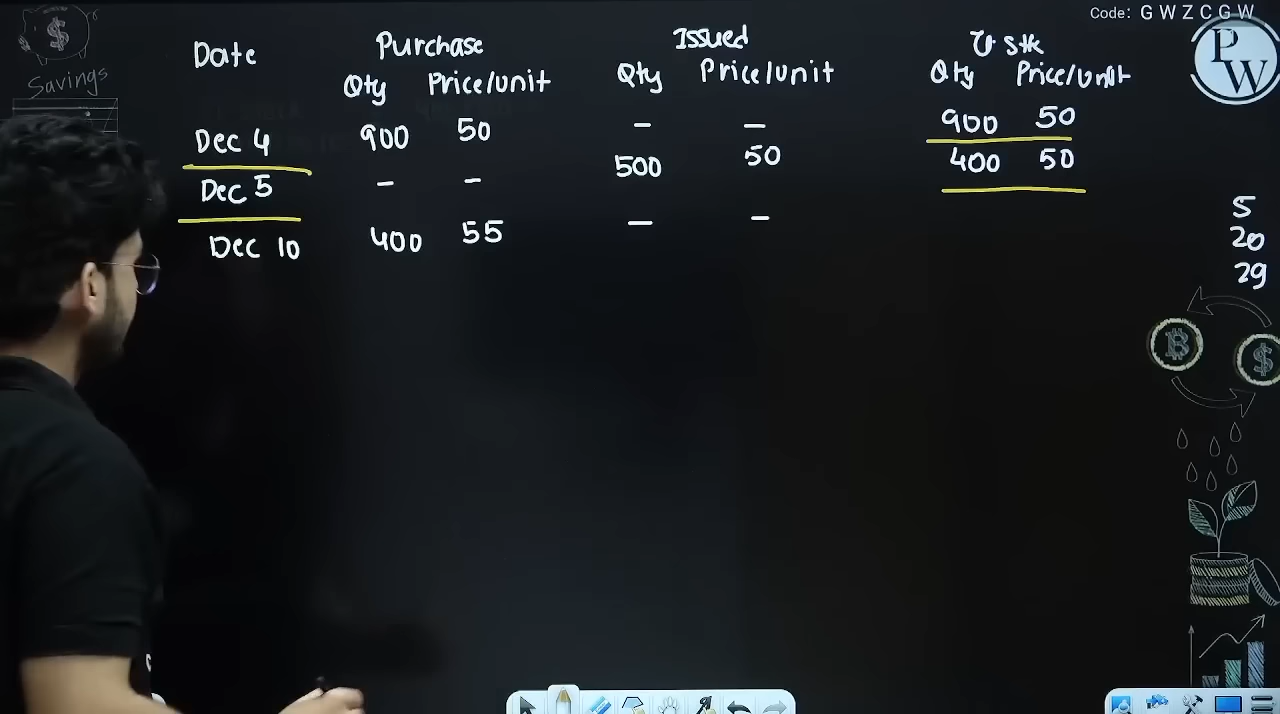 Code: G W Z C G W
PW
Savings
Date Purchase Issued Stk
Qty Price/unit Qty Price/unit Qty Price/unit
Dec 4 900 50 — — 900 50
Dec 5 - - 500 50 400 50
Dec 10 400 55 — —
5
20
29